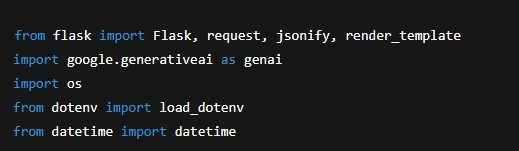 from flask import Flask, request, jsonify, render_template
import google.generativeai as genai
import os
from dotenv import load_dotenv
from datetime import datetime